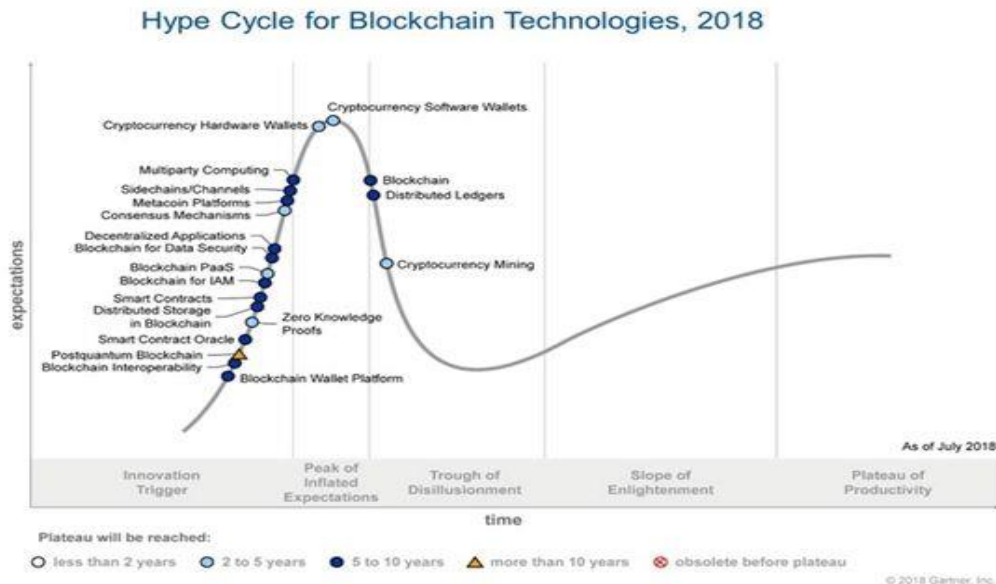 Hype Cycle for Blockchain Technologies, 2018
expectations
Cryptocurrency Software Wallets
Cryptocurrency Hardware Wallets
Multiparty Computing
Sidechains/Channels
Metacoin Platforms
Consensus Mechanisms
Decentralized Applications
Blockchain for Data Security
Blockchain PaaS
Blockchain for IAM
Smart Contracts
Distributed Storage
in Blockchain
Zero Knowledge
Proofs
Smart Contract Oracle
Postquantum Blockchain
Blockchain Interoperability
Blockchain Wallet Platform
Blockchain
Distributed Ledgers
Cryptocurrency Mining
As of July 2018
Innovation
Trigger
Peak of
Inflated
Expectations
Trough of
Disillusionment
Slope of
Enlightenment
Plateau of
Productivity
time
Plateau will be reached:
less than 2 years
2 to 5 years
5 to 10 years
more than 10 years
obsolete before plateau
© 2018 Gartner, Inc.